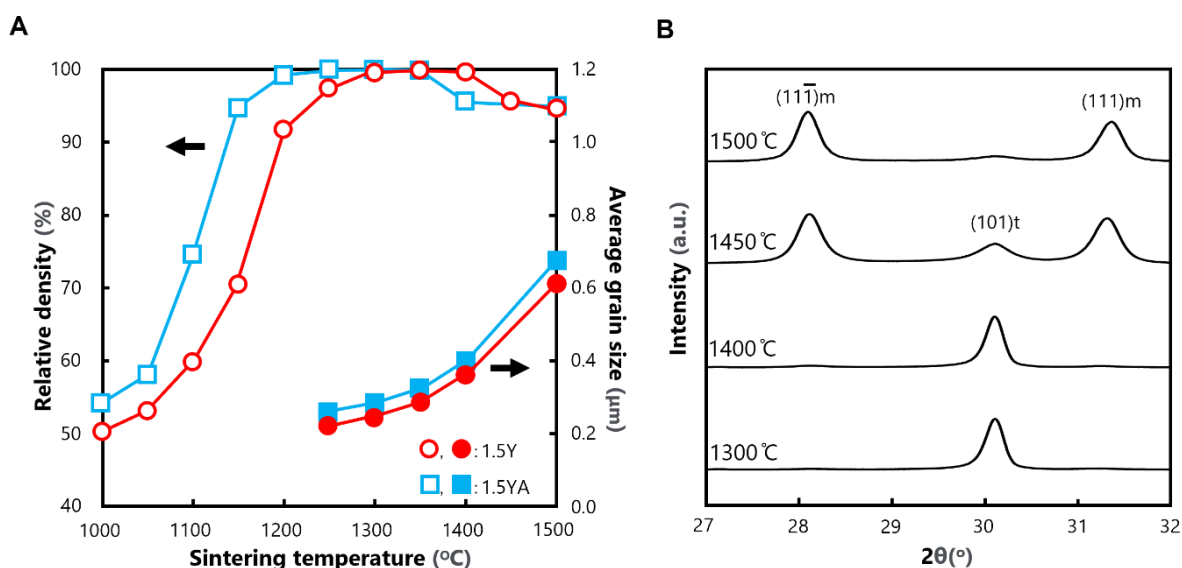 A
B
100
90
80
70
60
50
40
Relative density (%)
1000
1100
1200
1300
1400
1500
Sintering temperature (°C)
1.2
1.0
0.8
0.6
0.4
0.2
0.0
Average grain size (μm)
, : 1.5Y
, : 1.5YA
Intensity (a.u.)
(111̅)m
(111)m
1500℃
(101)t
1450℃
1400℃
1300℃
27
28
29
30
31
32
2θ(°)